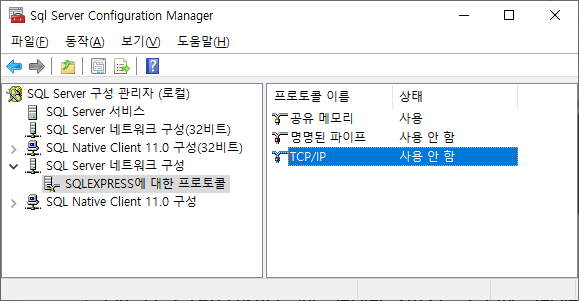 Sql Server Configuration Manager
파일(F) 동작(A) 보기(V) 도움말(H)
SQL Server 구성 관리자 (로컬)
SQL Server 서비스
SQL Server 네트워크 구성(32비트)
SQL Native Client 11.0 구성(32비트)
SQL Server 네트워크 구성
SQLEXPRESS에 대한 프로토콜
SQL Native Client 11.0 구성
프로토콜 이름 상태
공유 메모리 사용
명명된 파이프 사용 안 함
TCP/IP 사용 안 함